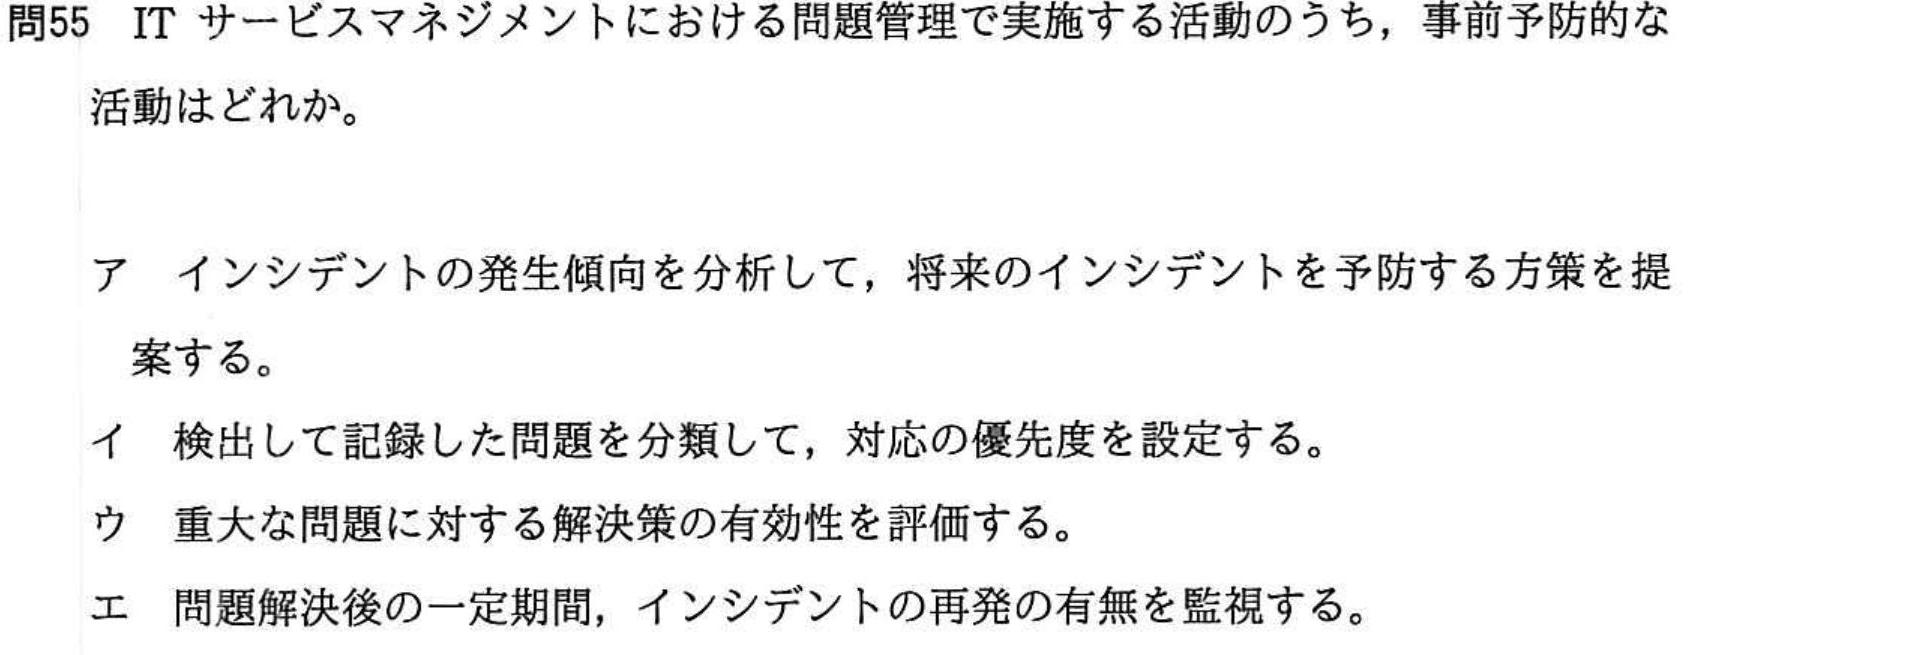 問55 IT サービスマネジメントにおける問題管理で実施する活動のうち，事前予防的な
活動はどれか。
ア インシデントの発生傾向を分析して，将来のインシデントを予防する方策を提
案する。
イ 検出して記録した問題を分類して，対応の優先度を設定する。
ウ 重大な問題に対する解決策の有効性を評価する。
エ 問題解決後の一定期間，インシデントの再発の有無を監視する。